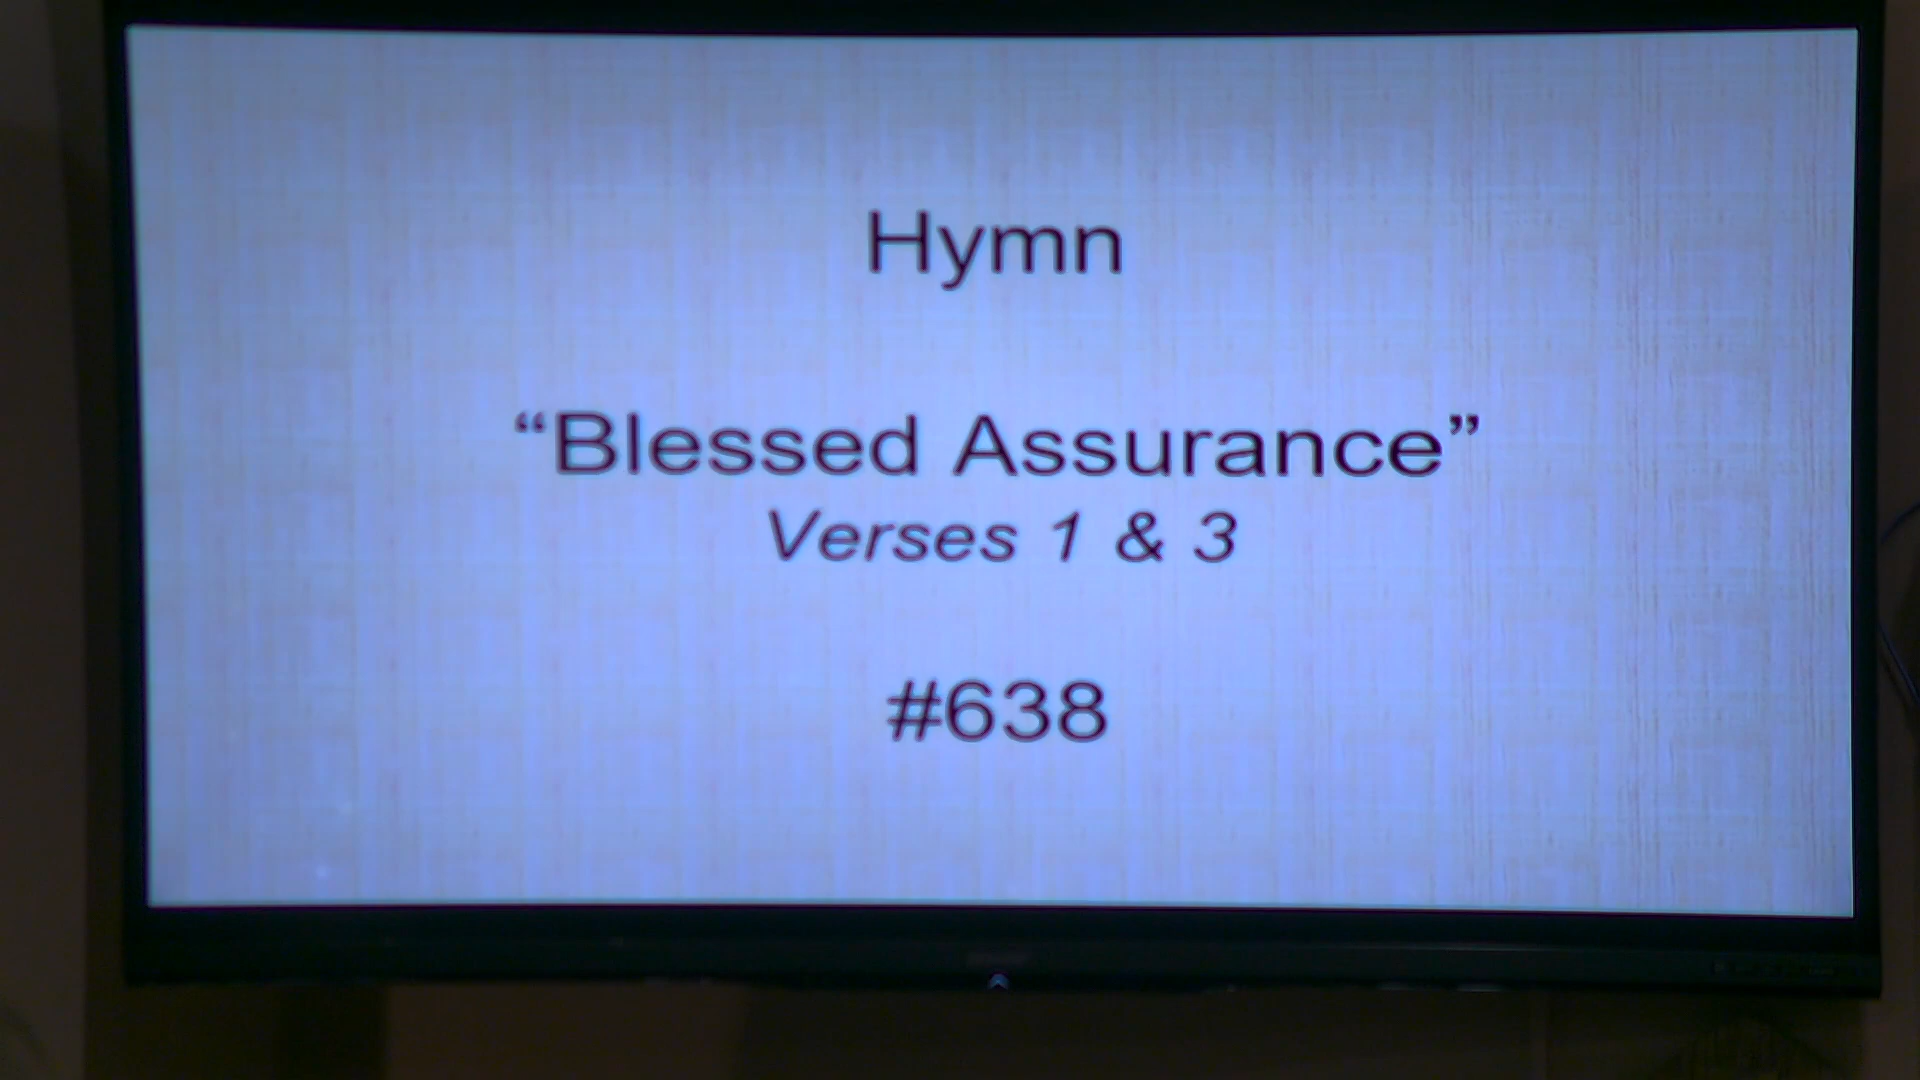 Hymn
“Blessed Assurance”
Verses 1 & 3
#638